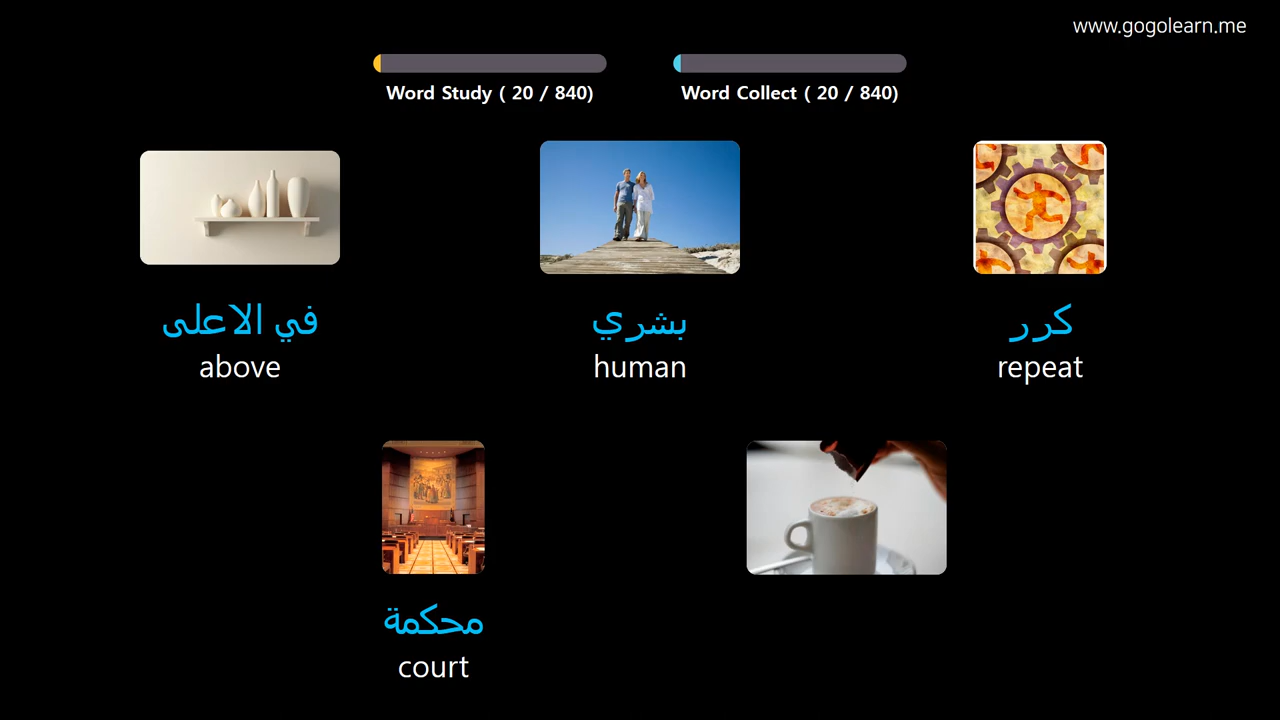 www.gogolearn.me
Word Study ( 20 / 840)
Word Collect ( 20 / 840)
في الاعلى
above
بشري
human
كرر
repeat
محكمة
court